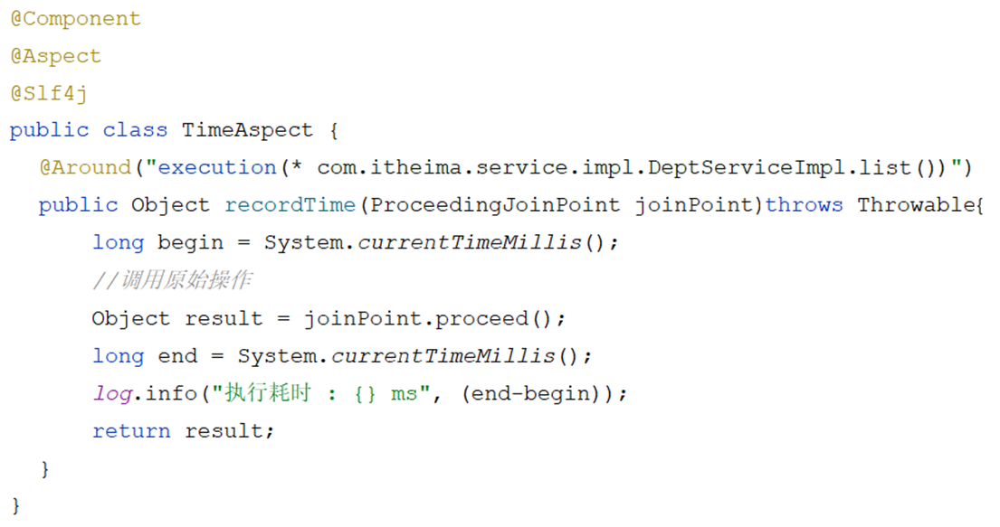 @Component
@Aspect
@Slf4j
public class TimeAspect {
@Around("execution(* com.itheima.service.impl.DeptServiceImpl.list())")
public Object recordTime(ProceedingJoinPoint joinPoint)throws Throwable{
long begin = System.currentTimeMillis();
//调用原始操作
Object result = joinPoint.proceed();
long end = System.currentTimeMillis();
log.info("执行耗时 : {} ms", (end-begin));
return result;
}
}